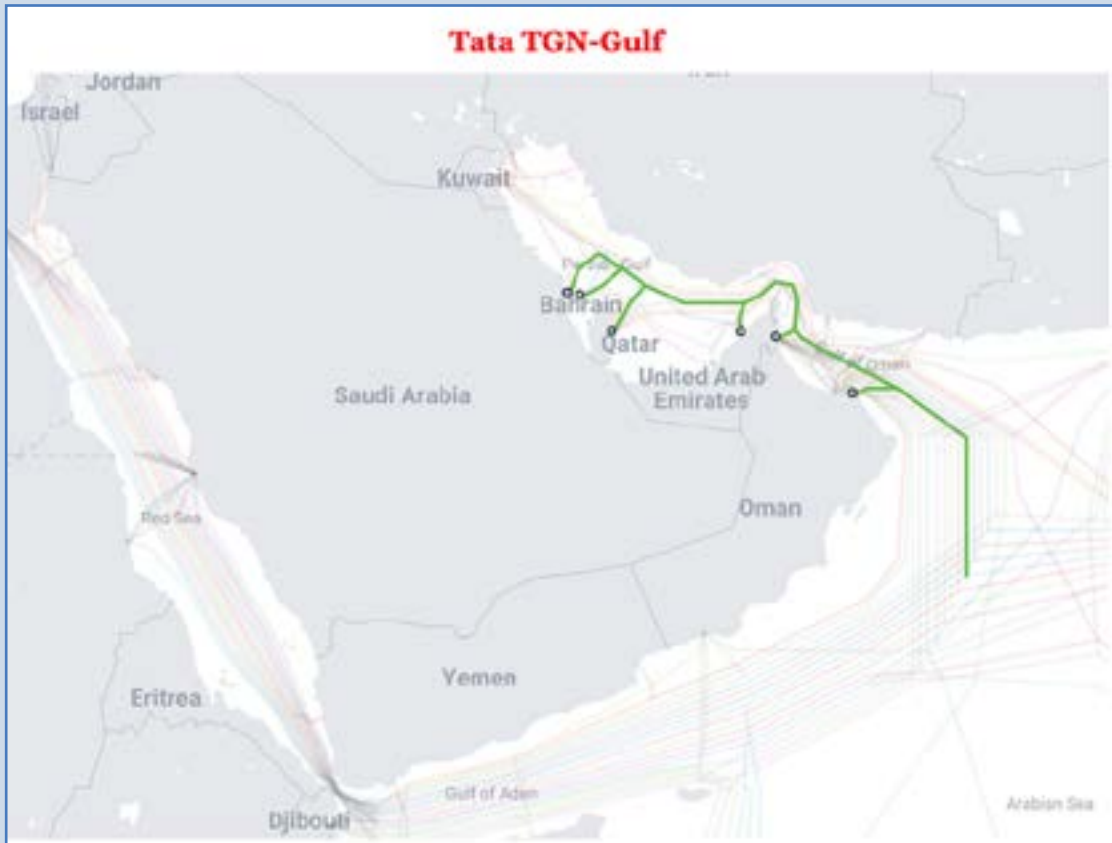 Tata TGN-Gulf
Jordan
Israel
Kuwait
Bahrain
Qatar
Saudi Arabia
United Arab
Emirates
Oman
Red Sea
Yemen
Eritrea
Gulf of Aden
Djibouti
Arabian Sea